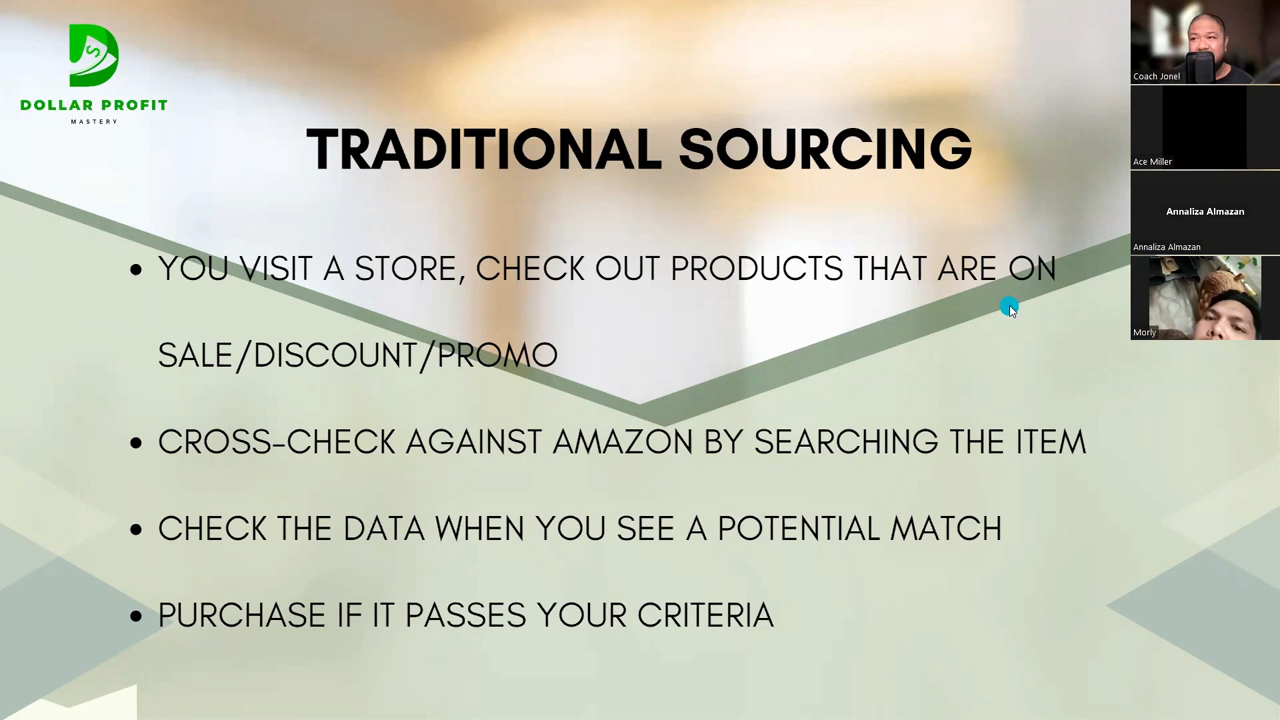 DOLLAR PROFIT
MASTERY
TRADITIONAL SOURCING
• YOU VISIT A STORE, CHECK OUT PRODUCTS THAT ARE ON
SALE/DISCOUNT/PROMO
• CROSS-CHECK AGAINST AMAZON BY SEARCHING THE ITEM
• CHECK THE DATA WHEN YOU SEE A POTENTIAL MATCH
• PURCHASE IF IT PASSES YOUR CRITERIA
Coach Jonel
Ace Miller
Annaliza Almazan
Annaliza Almazan
Morly